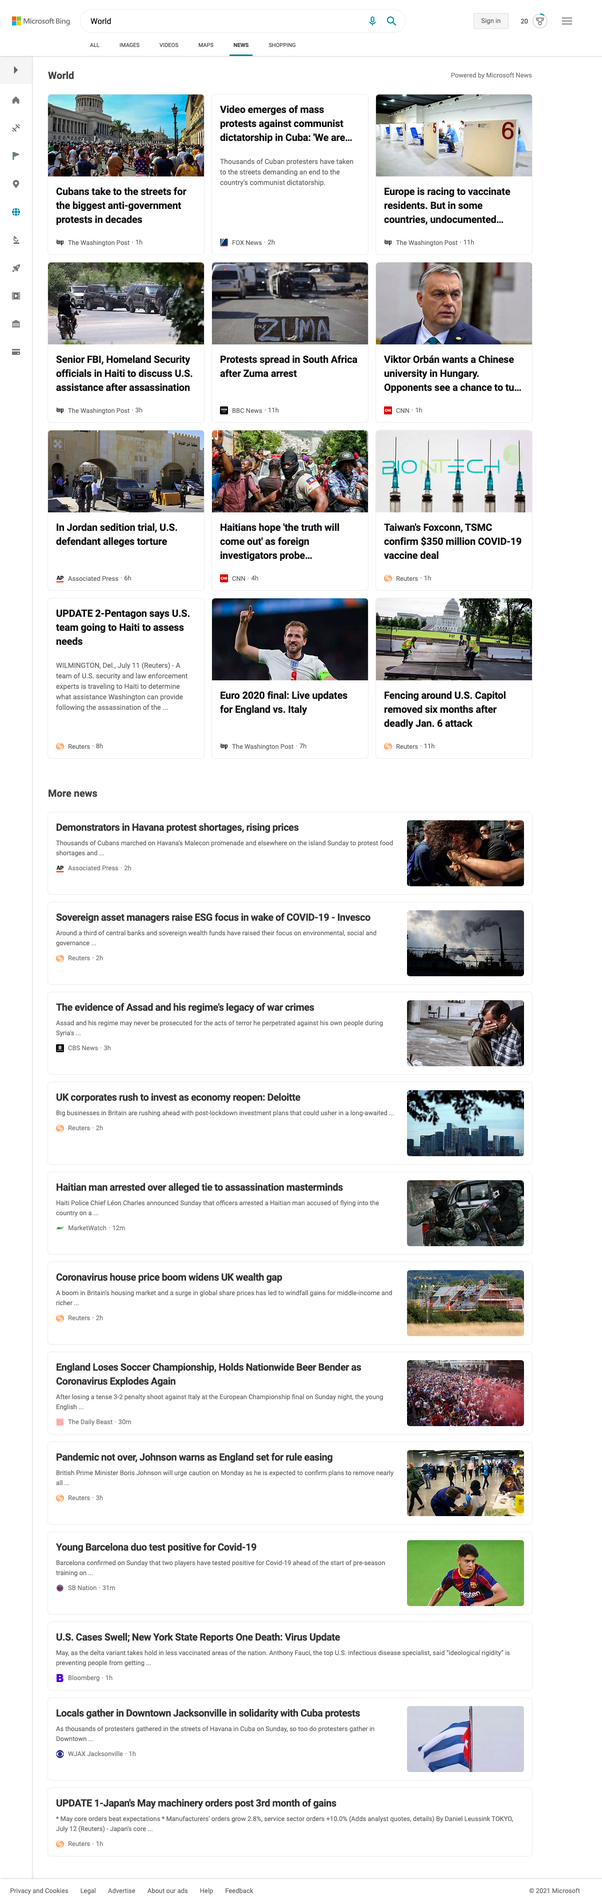 Microsoft Bing
World
Sign in
20
ALL
IMAGES
VIDEOS
MAPS
NEWS
SHOPPING
World
Powered by Microsoft News
Cubans take to the streets for
the biggest anti-government
protests in decades
The Washington Post · 1h
Video emerges of mass
protests against communist
dictatorship in Cuba: 'We are...
Thousands of Cuban protesters have taken
to the streets demanding an end to the
country's communist dictatorship.
FOX News · 2h
6
6
Europe is racing to vaccinate
residents. But in some
countries, undocumented...
The Washington Post · 11h
Senior FBI, Homeland Security
officials in Haiti to discuss U.S.
assistance after assassination
The Washington Post · 3h
ZUMA
Protests spread in South Africa
after Zuma arrest
BBC News · 11h
Viktor Orbán wants a Chinese
university in Hungary.
Opponents see a chance to tu...
CNN · 1h
In Jordan sedition trial, U.S.
defendant alleges torture
AP Associated Press · 6h
Haitians hope 'the truth will
come out' as foreign
investigators probe...
CNN · 4h
BIONTECH
Taiwan's Foxconn, TSMC
confirm $350 million COVID-19
vaccine deal
Reuters · 1h
UPDATE 2-Pentagon says U.S.
team going to Haiti to assess
needs
WILMINGTON, Del., July 11 (Reuters) - A
team of U.S. security and law enforcement
experts is traveling to Haiti to determine
what assistance Washington can provide
following the assassination of the ...
Reuters · 8h
Euro 2020 final: Live updates
for England vs. Italy
The Washington Post · 7h
Fencing around U.S. Capitol
removed six months after
deadly Jan. 6 attack
Reuters · 11h
More news
Demonstrators in Havana protest shortages, rising prices
Thousands of Cubans marched on Havana's Malecon promenade and elsewhere on the island Sunday to protest food
shortages and ...
AP Associated Press · 2h
Sovereign asset managers raise ESG focus in wake of COVID-19 - Invesco
Around a third of central banks and sovereign wealth funds have raised their focus on environmental, social and
governance ...
Reuters · 2h
The evidence of Assad and his regime's legacy of war crimes
Assad and his regime may never be prosecuted for the acts of terror he perpetrated against his own people during
Syria's ...
CBS News · 3h
UK corporates rush to invest as economy reopen: Deloitte
Big businesses in Britain are rushing ahead with post-lockdown investment plans that could usher in a long-awaited ...
Reuters · 2h
Haitian man arrested over alleged tie to assassination masterminds
Haiti Police Chief Léon Charles announced Sunday that officers arrested a Haitian man accused of flying into the
country on a ...
MarketWatch · 12m
Coronavirus house price boom widens UK wealth gap
A boom in Britain's housing market and a surge in global share prices has led to windfall gains for middle-income and
richer ...
Reuters · 2h
England Loses Soccer Championship, Holds Nationwide Beer Bender as
Coronavirus Explodes Again
After losing a tense 3-2 penalty shoot against Italy at the European Championship final on Sunday night, the young
English ...
The Daily Beast · 30m
Pandemic not over, Johnson warns as England set for rule easing
British Prime Minister Boris Johnson will urge caution on Monday as he is expected to confirm plans to remove nearly
all ...
Reuters · 3h
Young Barcelona duo test positive for Covid-19
Barcelona confirmed on Sunday that two players have tested positive for Covid-19 ahead of the start of pre-season
training on ...
SB Nation · 31m
U.S. Cases Swell; New York State Reports One Death: Virus Update
May, as the delta variant takes hold in less vaccinated areas of the nation. Anthony Fauci, the top U.S. infectious disease specialist, said "ideological rigidity" is
preventing people from getting ...
B Bloomberg · 1h
Locals gather in Downtown Jacksonville in solidarity with Cuba protests
As thousands of protesters gathered in the streets of Havana in Cuba on Sunday, so too do protesters gather in
Downtown ...
WJAX Jacksonville · 1h
UPDATE 1-Japan's May machinery orders post 3rd month of gains
* May core orders beat expectations * Manufacturers' orders grow 2.8%, service sector orders +10.0% (Adds analyst quotes, details) By Daniel Leussink TOKYO,
July 12 (Reuters) - Japan's core ...
Reuters · 1h
Privacy and Cookies
Legal
Advertise
About our ads
Help
Feedback
© 2021 Microsoft